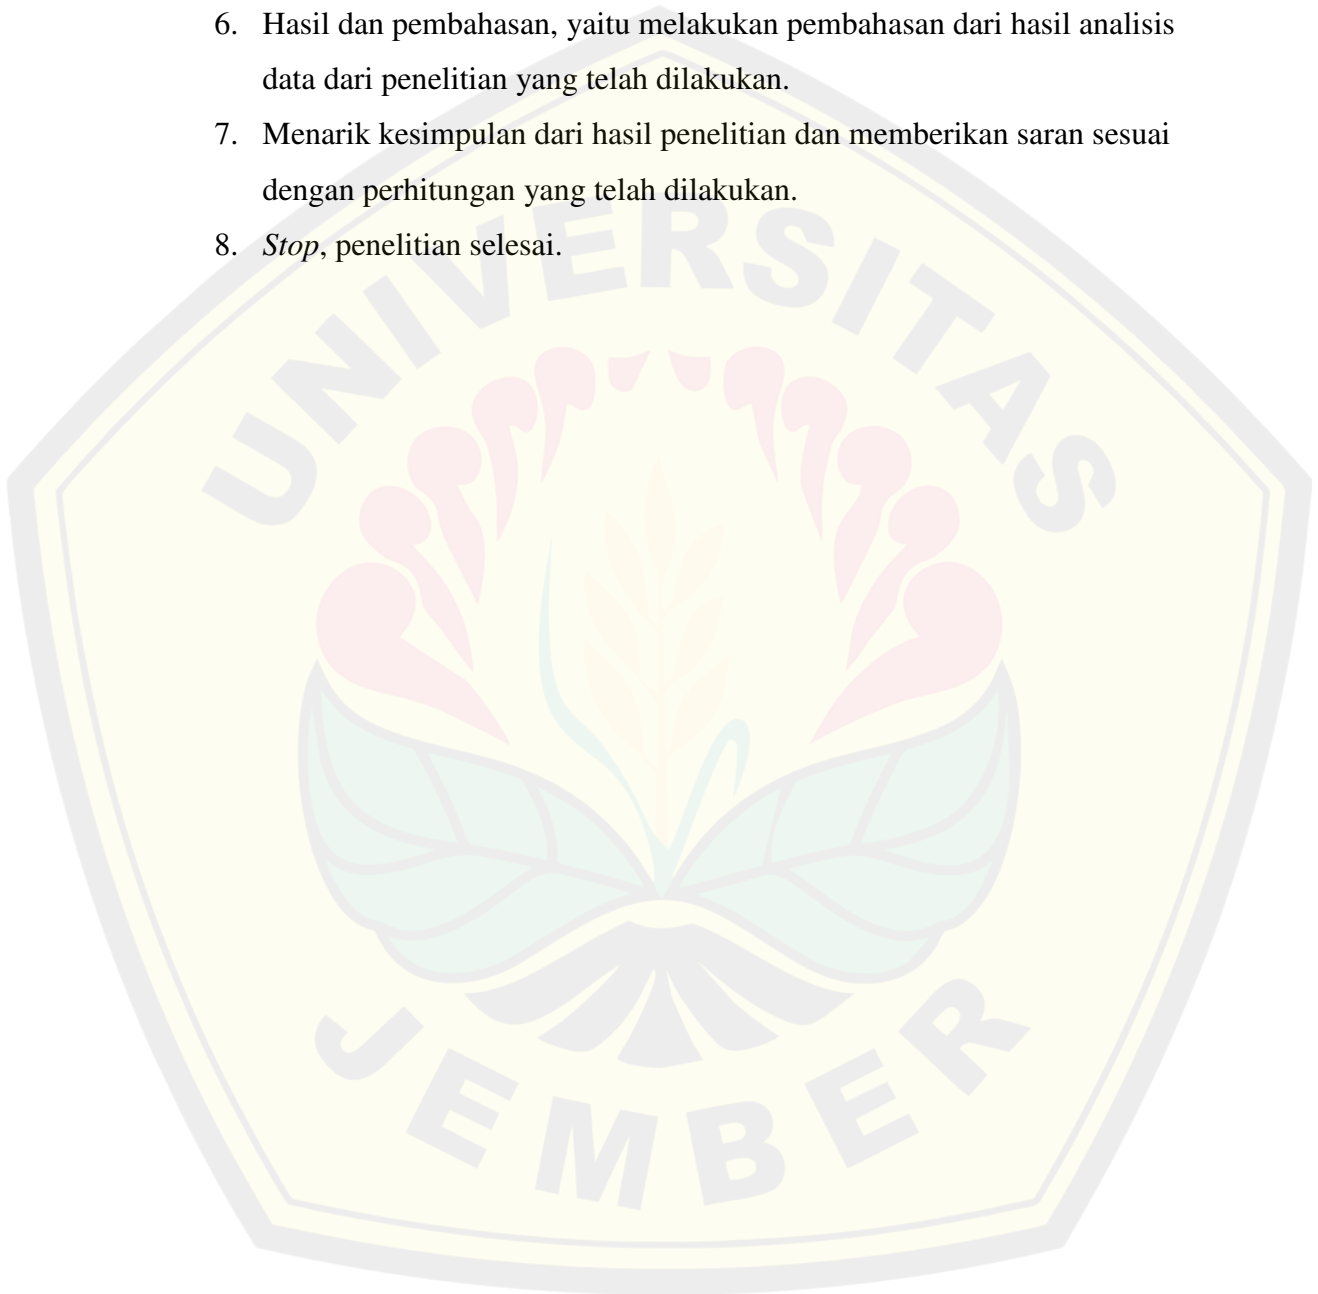 6. Hasil dan pembahasan, yaitu melakukan pembahasan dari hasil analisis
data dari penelitian yang telah dilakukan.
7. Menarik kesimpulan dari hasil penelitian dan memberikan saran sesuai
dengan perhitungan yang telah dilakukan.
8. Stop, penelitian selesai.
UNIVERSITAS
JEMBER